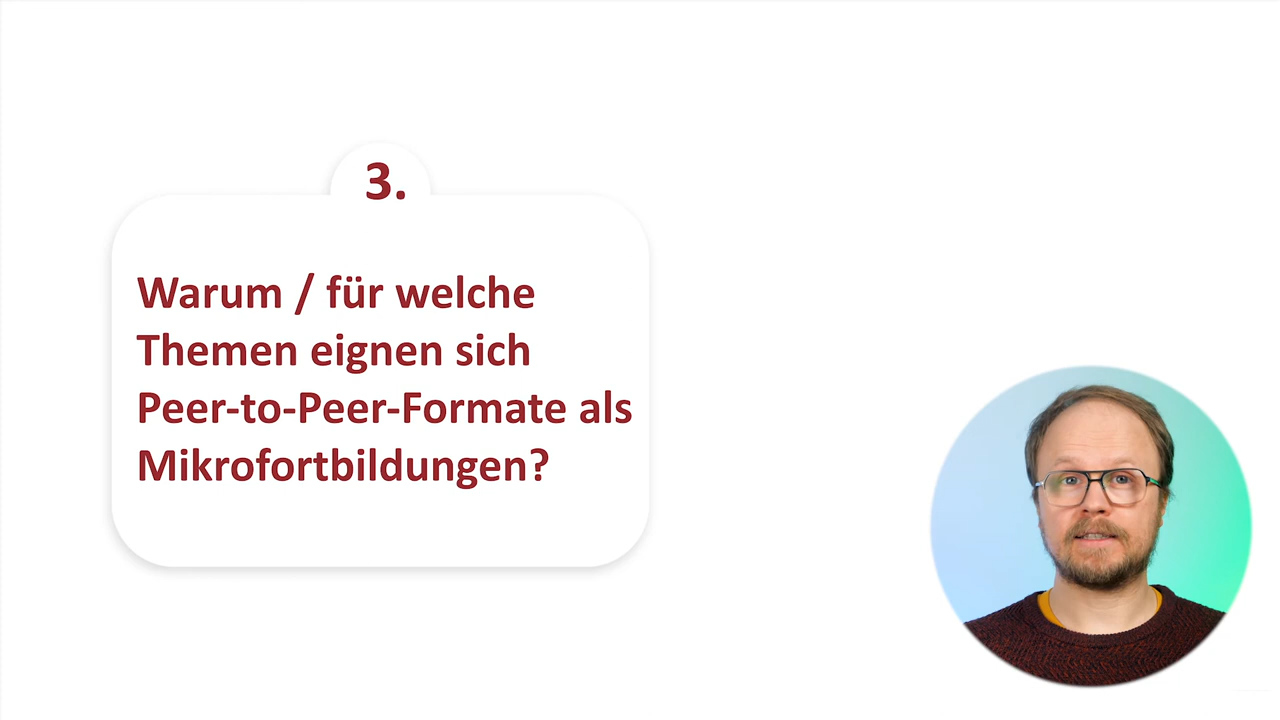 3.
Warum / für welche
Themen eignen sich
Peer-to-Peer-Formate als
Mikrofortbildungen?